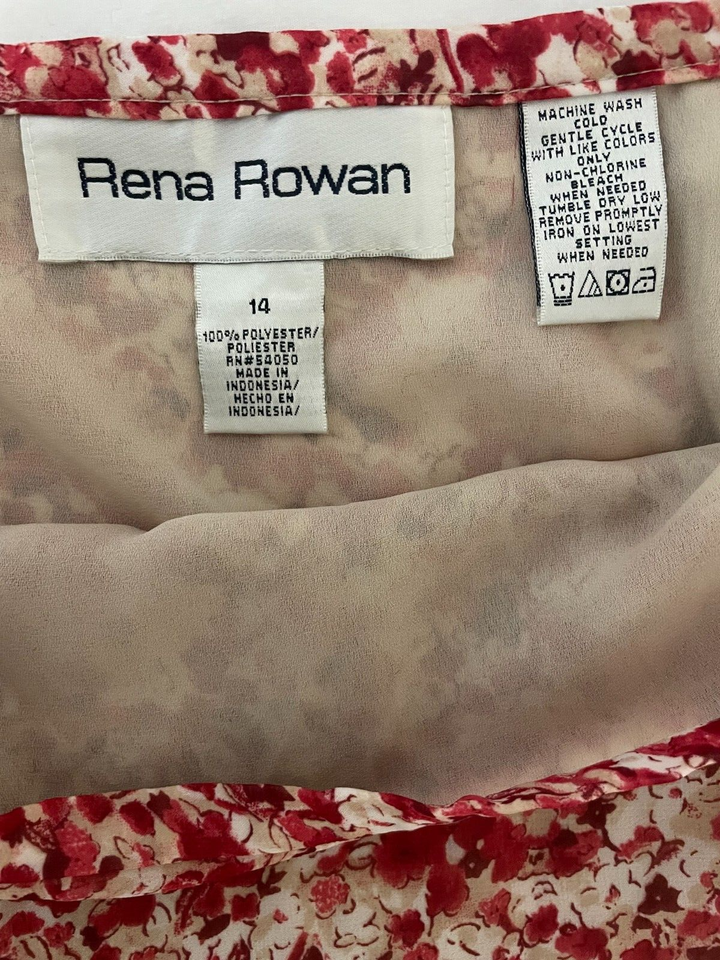 Rena Rowan
14
100% POLYESTER/
POLIESTER
RN#54050
MADE IN
INDONESIA/
HECHO EN
INDONESIA/
MACHINE WASH
COLD
GENTLE CYCLE
WITH LIKE COLORS
ONLY
NON-CHLORINE
BLEACH
WHEN NEEDED
TUMBLE DRY LOW
REMOVE PROMPTLY
IRON ON LOWEST
SETTING
WHEN NEEDED